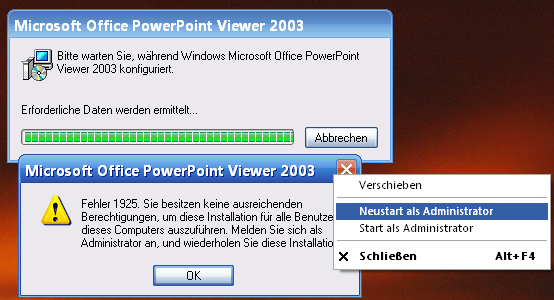 Microsoft Office PowerPoint Viewer 2003
Bitte warten Sie, während Windows Microsoft Office PowerPoint
Viewer 2003 konfiguriert.
Erforderliche Daten werden ermittelt...
Abbrechen
Microsoft Office PowerPoint Viewer 2003
Fehler 1925. Sie besitzen keine ausreichenden
Berechtigungen, um diese Installation für alle Benutze
dieses Computers auszuführen. Melden Sie sich als
Administrator an, und wiederholen Sie diese Installatio
OK
Verschieben
Neustart als Administrator
Start als Administrator
Schließen Alt+F4